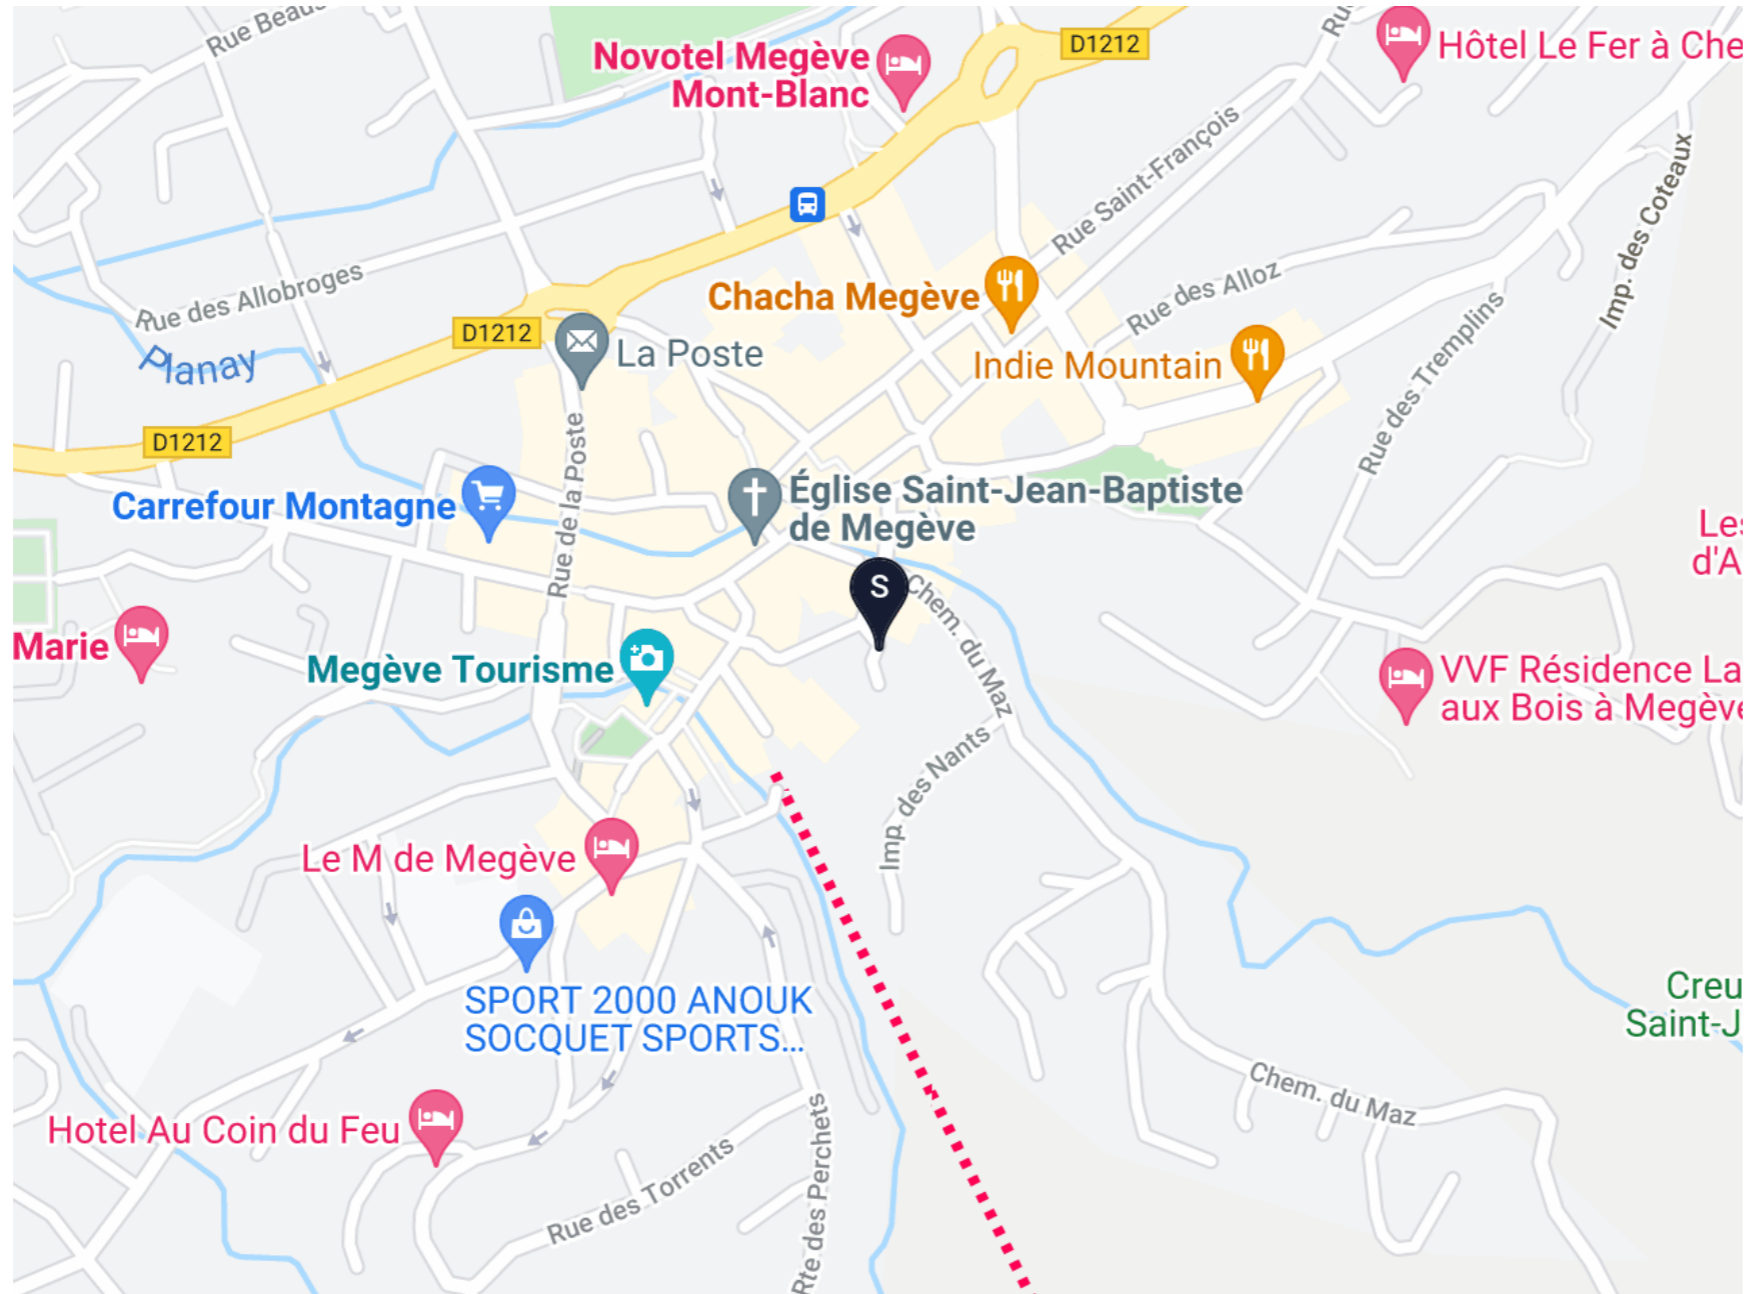 Rue Beaus
D1212
Hôtel Le Fer à Che
Novotel Megève
Mont-Blanc
Rue Saint-François
Imp. des Coteaux
Rue des Allobroges
Chacha Megève
Rue des Alloz
D1212
La Poste
Planay
Indie Mountain
Rue des Tremplins
D1212
Rue de la Poste
Carrefour Montagne
Église Saint-Jean-Baptiste
de Megève
Les
d'A
S
Chem. du Maz
Marie
Megève Tourisme
VVF Résidence La
aux Bois à Megève
Imp. des Nants
Le M de Megève
SPORT 2000 ANOUK
SOCQUET SPORTS...
Creu
Saint-J
Chem. du Maz
Hotel Au Coin du Feu
Rue des Torrents
Rte des Perchets